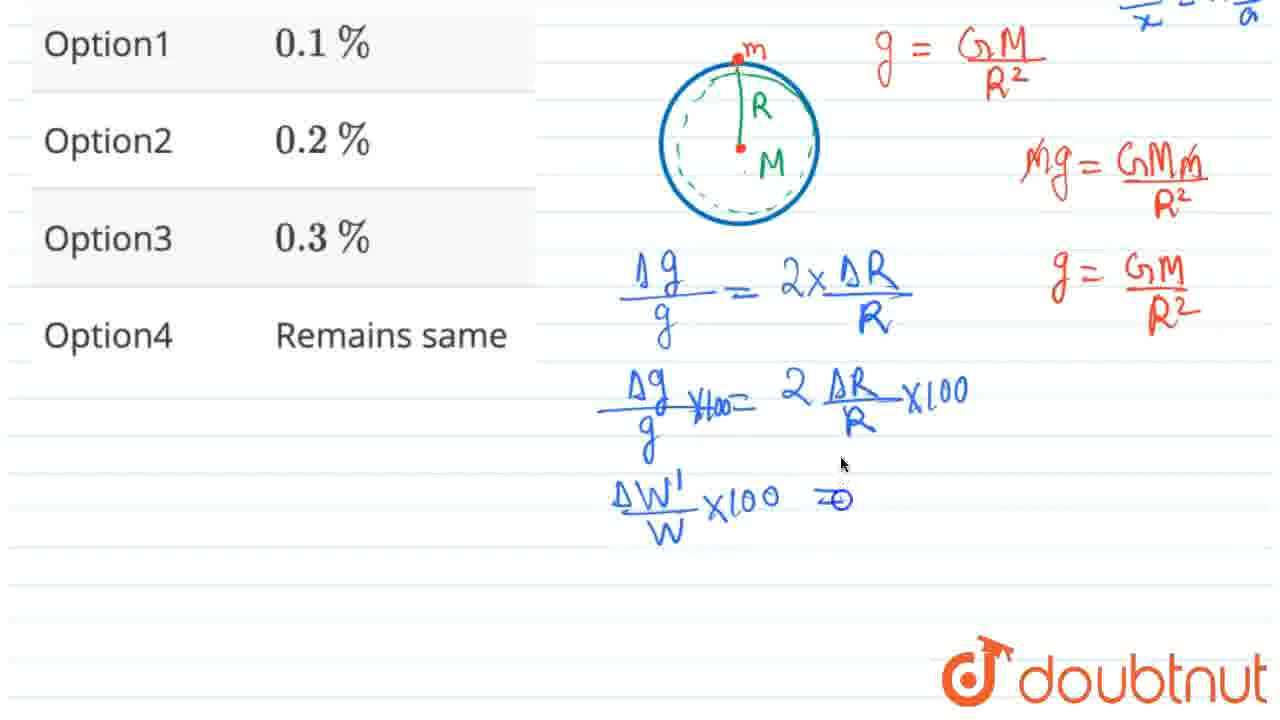 Option1 0.1 %
Option2 0.2 %
Option3 0.3 %
Option4 Remains same
x a
m
R
M
g = GM/R²
mg = GMm/R²
g = GM/R²
Δg/g = 2×ΔR/R
Δg/g ×100 = 2 ΔR/R ×100
ΔW'/W ×100 =
doubtnut